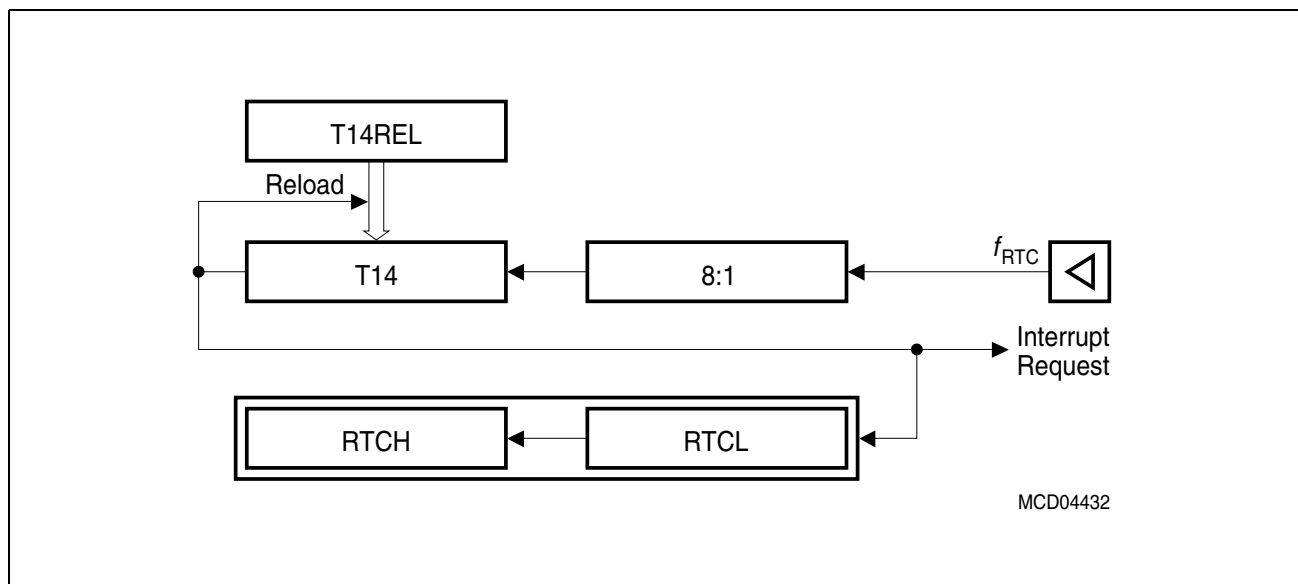 T14REL
Reload
T14
8:1
fRTC
Interrupt
Request
RTCH
RTCL
MCD04432